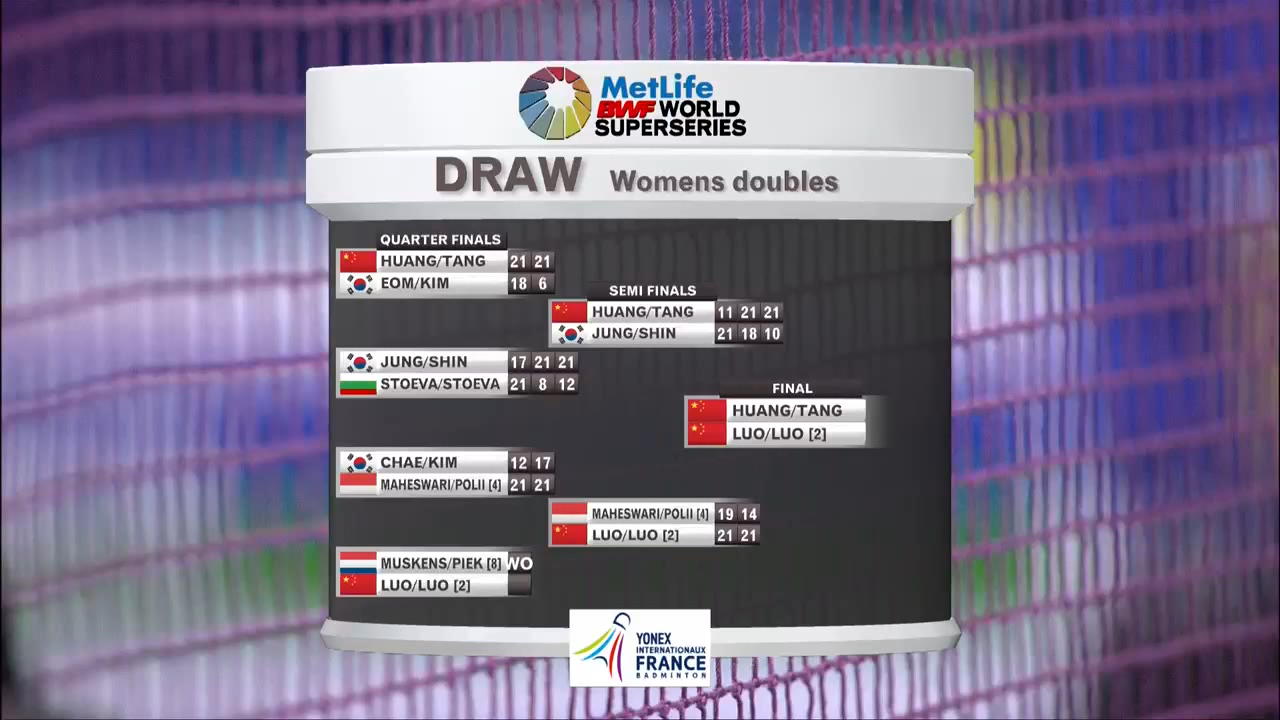 MetLife
BWF WORLD
SUPERSERIES
DRAW Womens doubles
QUARTER FINALS
HUANG/TANG 21 21
EOM/KIM 18 6
SEMI FINALS
HUANG/TANG 11 21 21
JUNG/SHIN 21 18 10
JUNG/SHIN 17 21 21
STOEVA/STOEVA 21 8 12
FINAL
HUANG/TANG
LUO/LUO [2]
CHAE/KIM 12 17
MAHESWARI/POLII [4] 21 21
MAHESWARI/POLII [4] 19 14
LUO/LUO [2] 21 21
MUSKENS/PIEK [8] WO
LUO/LUO [2]
YONEX
INTERNATIONAUX
FRANCE
BADMINTON